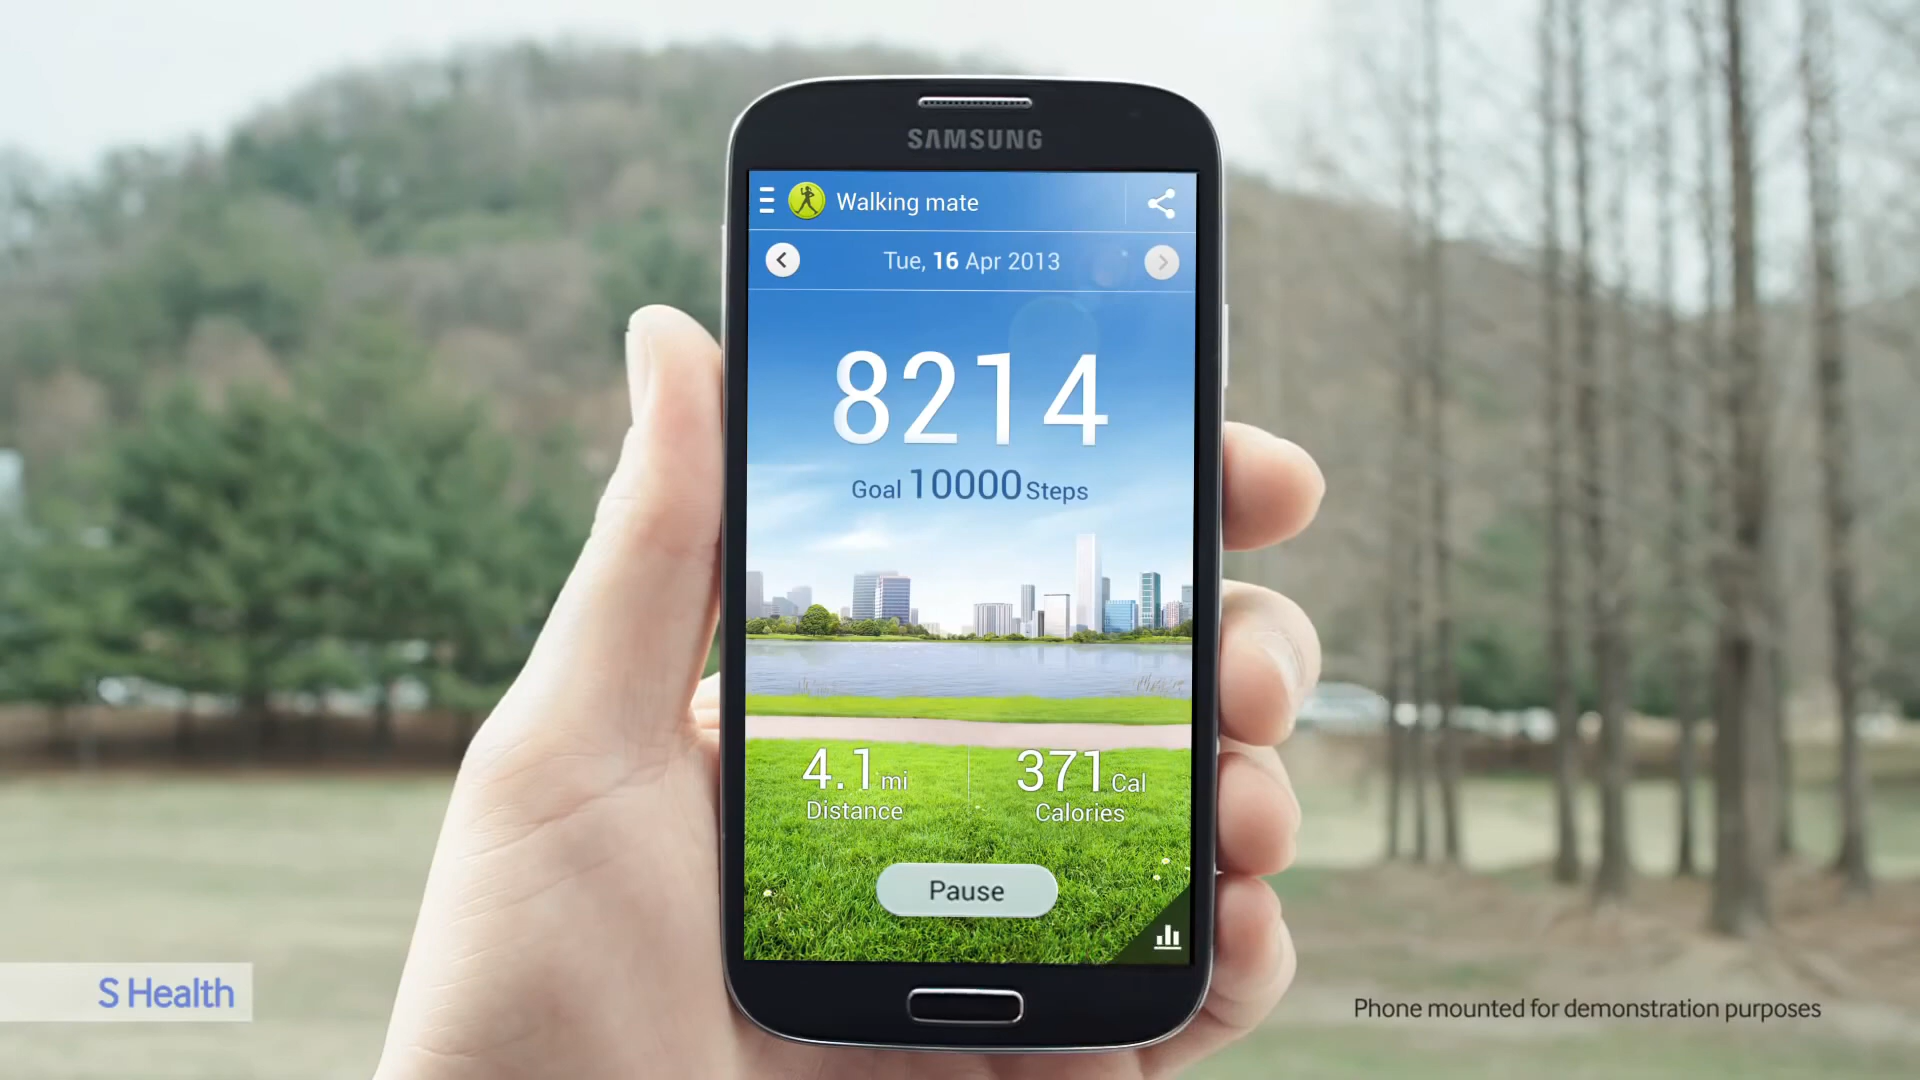 SAMSUNG
Walking mate
Tue, 16 Apr 2013
8214
Goal 10000 Steps
4.1 mi
Distance
371 Cal
Calories
Pause
S Health
Phone mounted for demonstration purposes